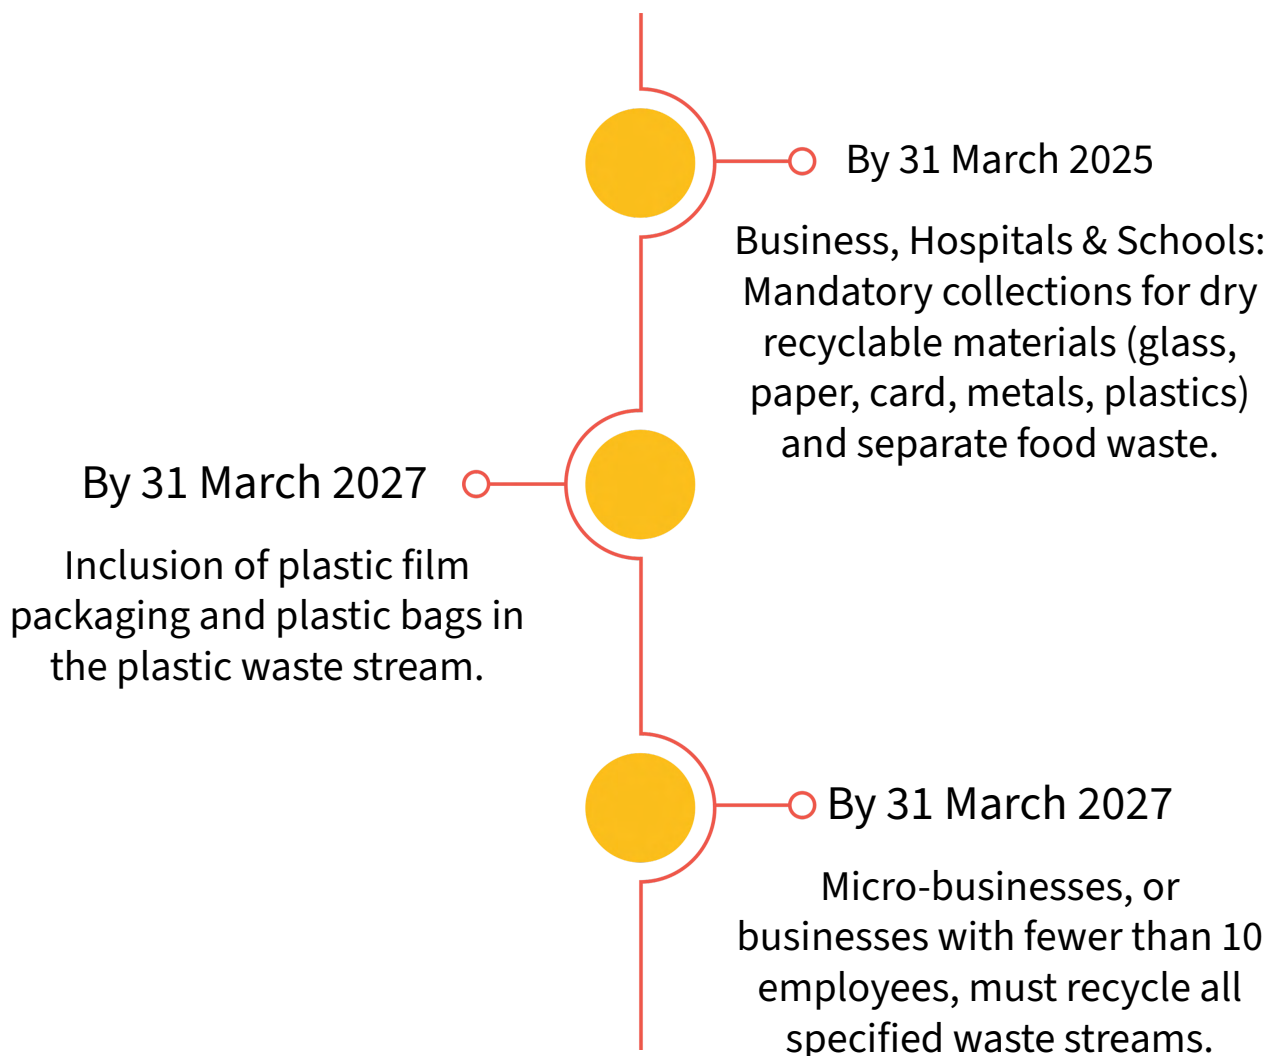 By 31 March 2025
Business, Hospitals & Schools:
Mandatory collections for dry
recyclable materials (glass,
paper, card, metals, plastics)
and separate food waste.
By 31 March 2027
Inclusion of plastic film
packaging and plastic bags in
the plastic waste stream.
By 31 March 2027
Micro-businesses, or
businesses with fewer than 10
employees, must recycle all
specified waste streams.